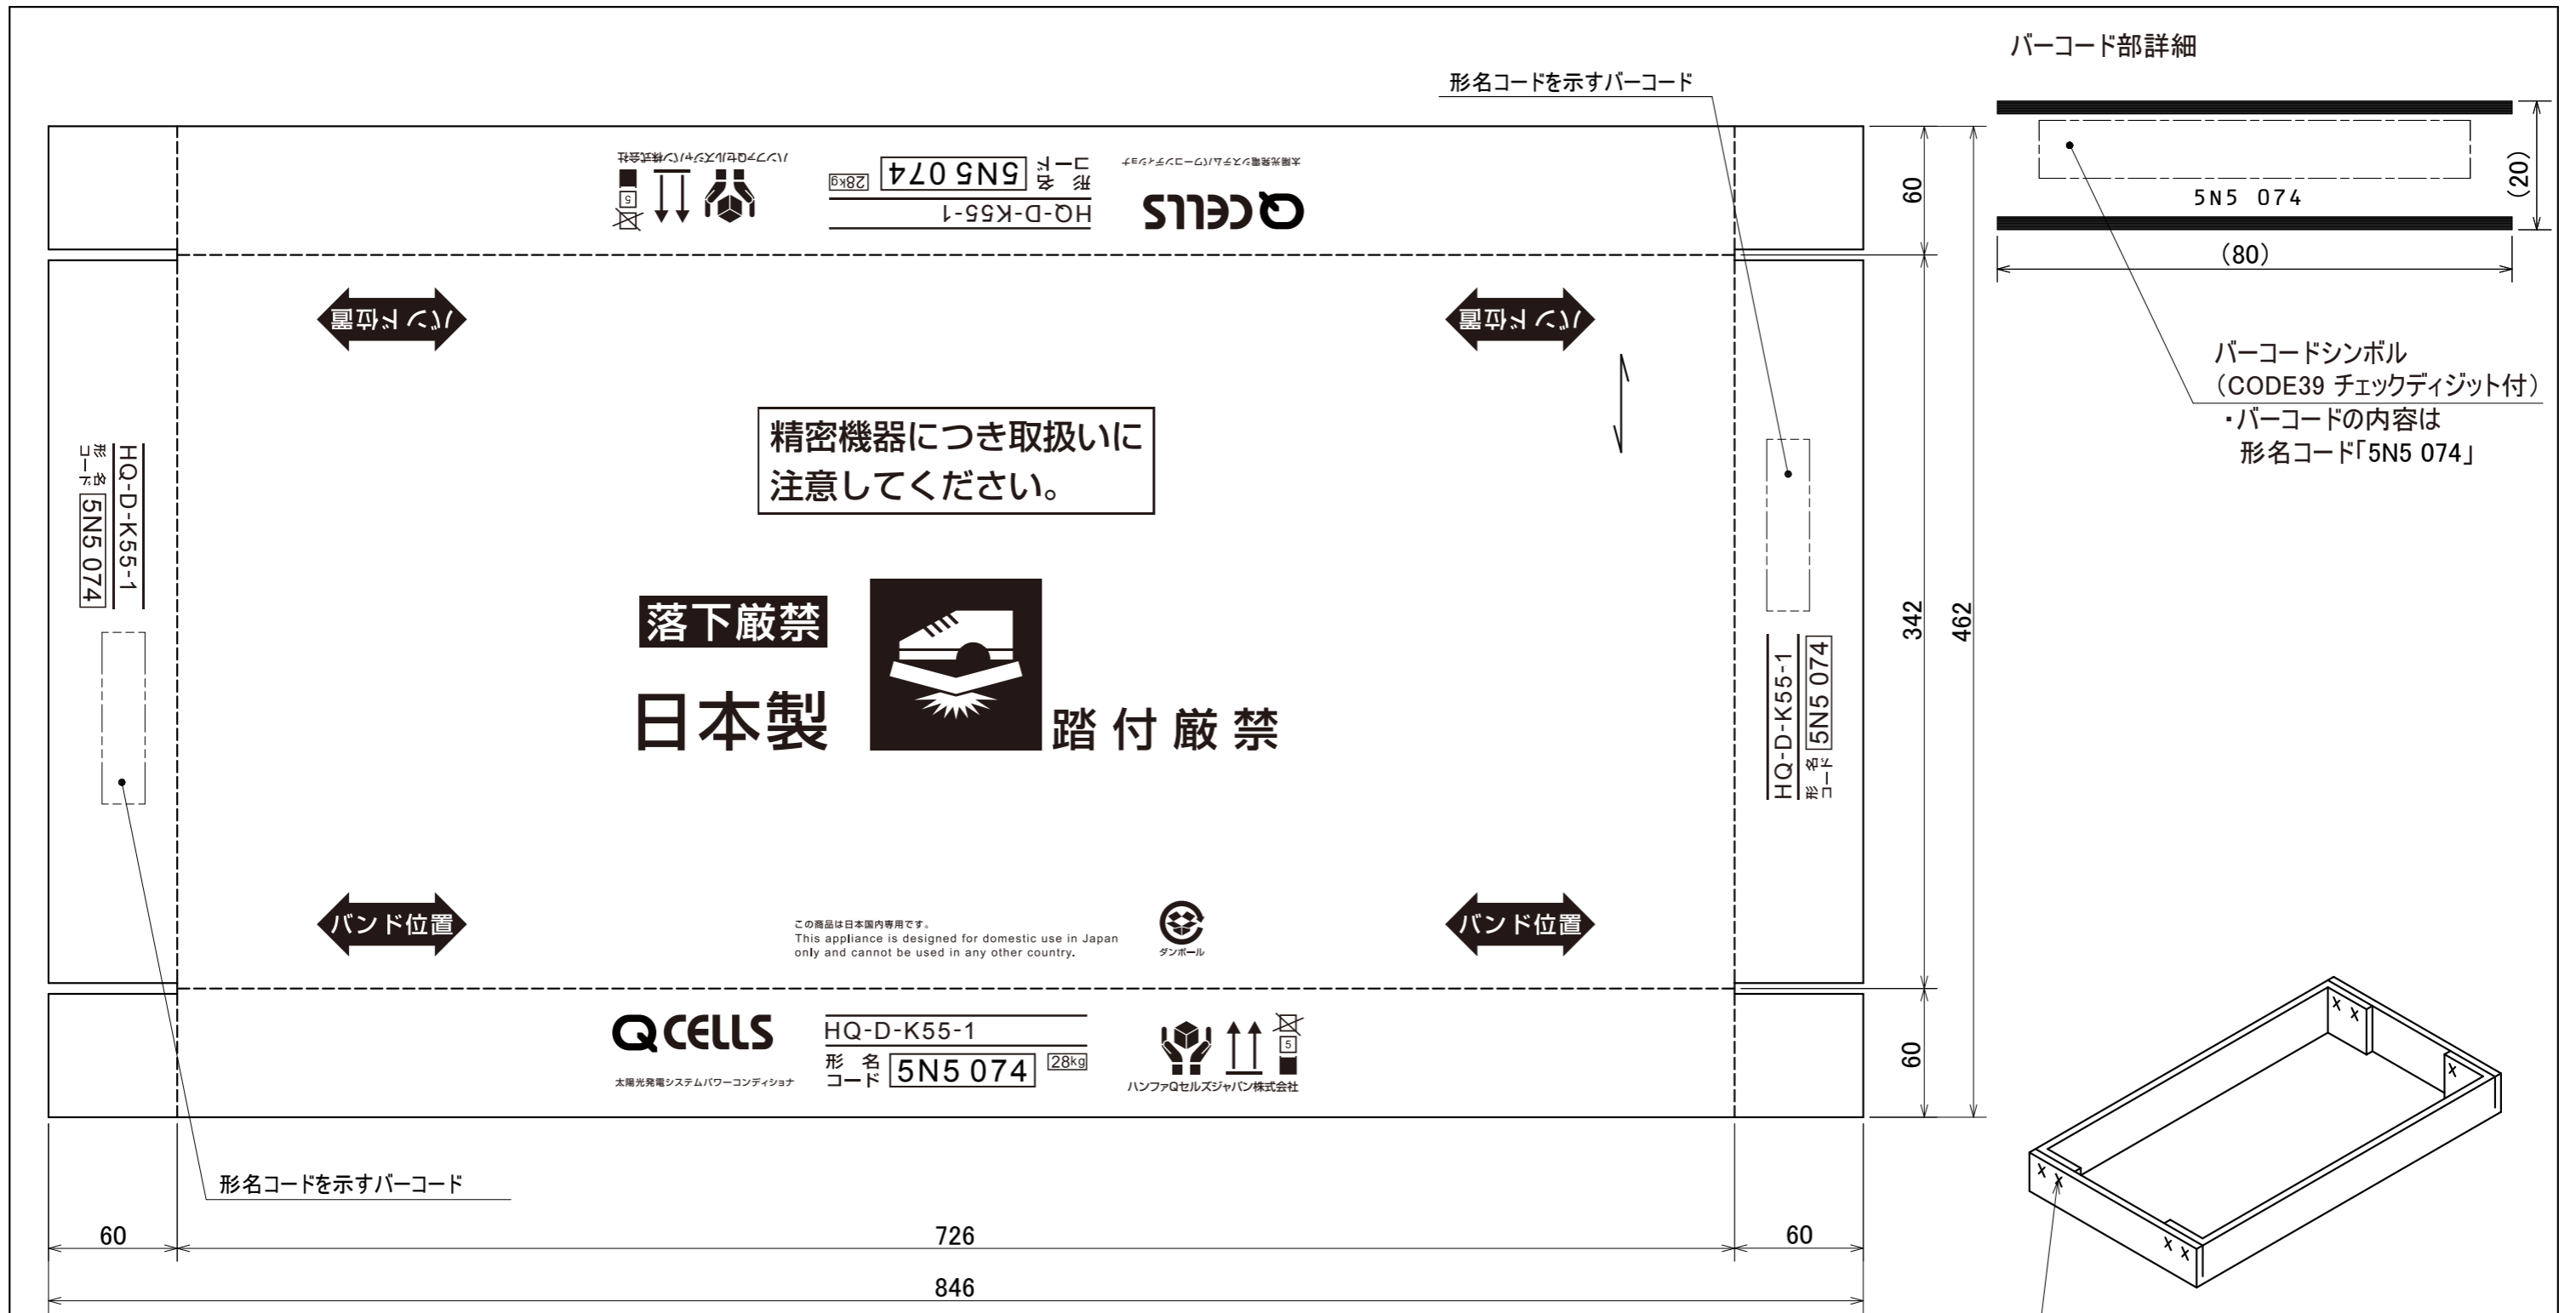 バーコード部詳細
形名コードを示すバーコード
5N5 074
(20)
(80)
バーコードシンボル
(CODE39 チェックディジット付)
・バーコードの内容は
形名コード「5N5 074」
Q CELLS
太陽光発電システムパワーコンディショナ
HQ-D-K55-1
形 名
コード
5N5 074
28kg
5
ハンファQセルズジャパン株式会社
60
342
462
60
バンド位置
バンド位置
精密機器につき取扱いに
注意してください。
落下厳禁
日本製
踏付厳禁
HQ-D-K55-1
形 名
コード
5N5 074
HQ-D-K55-1
形 名
コード
5N5 074
バンド位置
この商品は日本国内専用です。
This appliance is designed for domestic use in Japan
only and cannot be used in any other country.
ダンボール
バンド位置
Q CELLS
太陽光発電システムパワーコンディショナ
HQ-D-K55-1
形 名
コード
5N5 074
28kg
5
ハンファQセルズジャパン株式会社
形名コードを示すバーコード
60
726
60
846